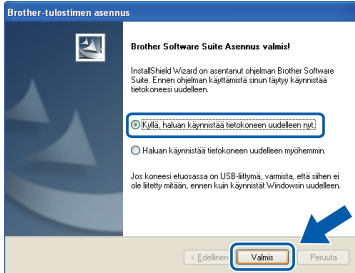 Brother-tulostimen asennus
Brother Software Suite Asennus valmis!
InstallShield Wizard on asentanut ohjelman Brother Software
Suite. Ennen ohjelman käyttämistä sinun täytyy käynnistää
tietokoneesi uudelleen.
Kyllä, haluan käynnistää tietokoneen uudelleen nyt.
Haluan käynnistää tietokoneen uudelleen myöhemmin.
Jos koneesi etuosassa on USB-liittymä, varmista, että siihen ei
ole liitetty mitään, ennen kuin käynnistät Windowsin uudelleen.
< Edellinen
Valmis
Peruuta